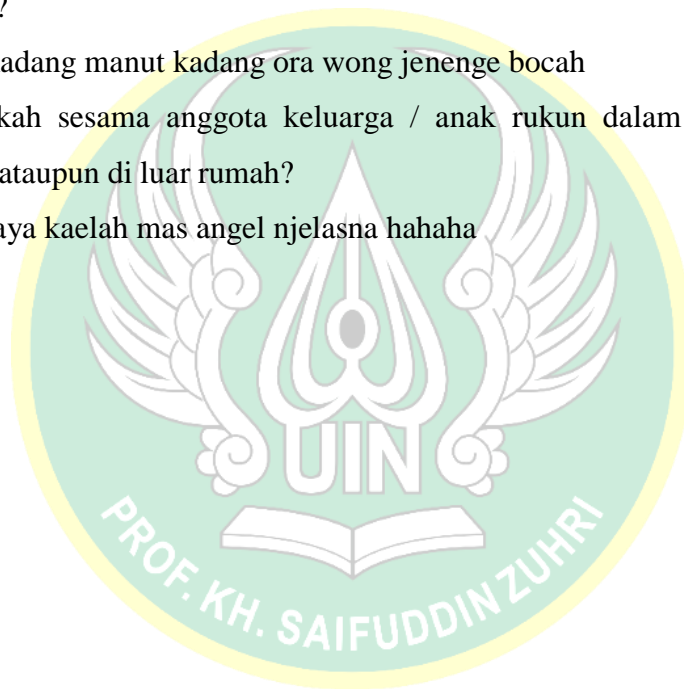 ?
adang manut kadang ora wong jenenge bocah
kah sesama anggota keluarga / anak rukun dalam
ataupun di luar rumah?
aya kaelah mas angel njelasna hahaha
UIN
PROF. KH. SAIFUDDIN ZUHRI